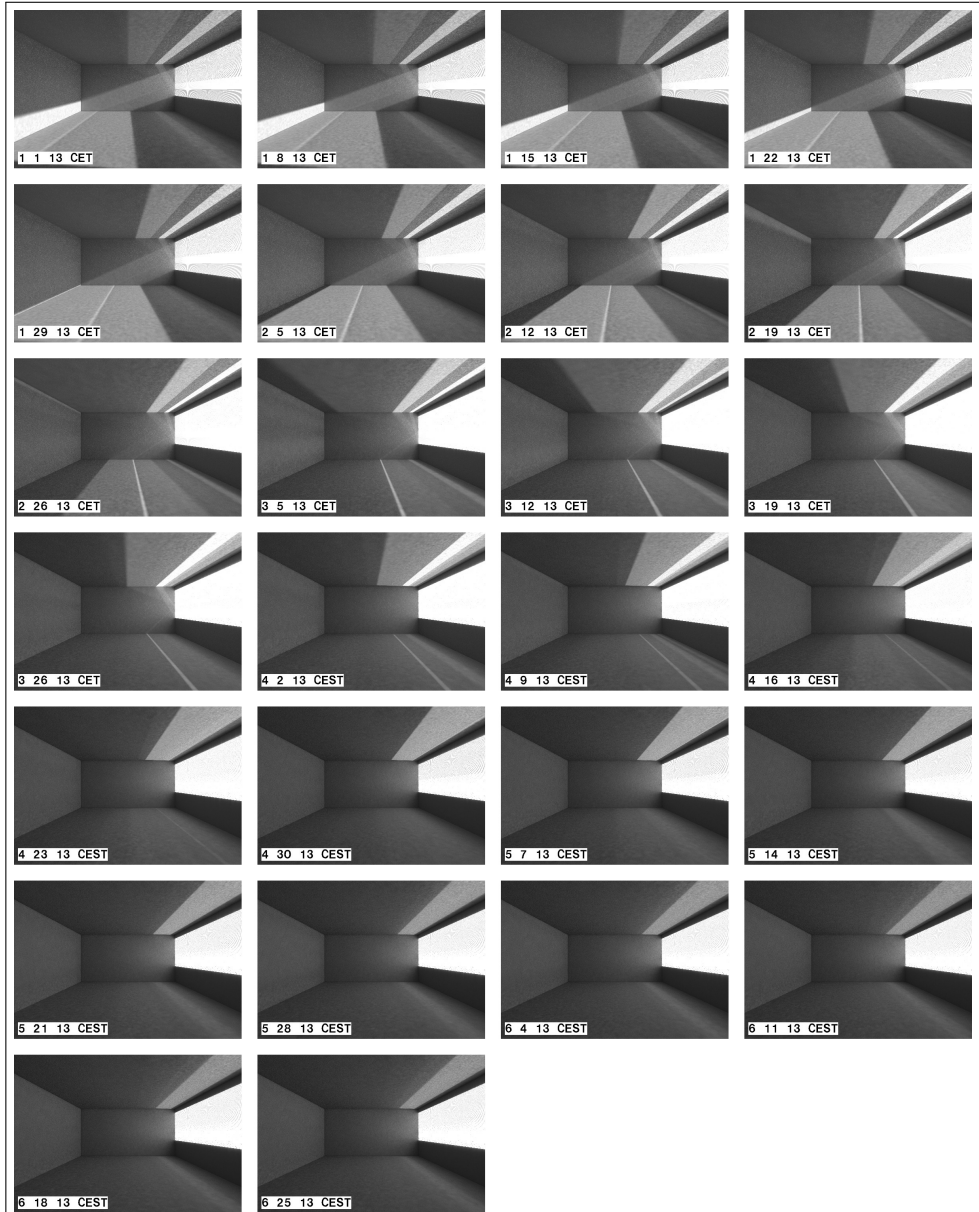 1 1 13 CET
1 8 13 CET
1 15 13 CET
1 22 13 CET
1 29 13 CET
2 5 13 CET
2 12 13 CET
2 19 13 CET
2 26 13 CET
3 5 13 CET
3 12 13 CET
3 19 13 CET
3 26 13 CET
4 2 13 CEST
4 9 13 CEST
4 16 13 CEST
4 23 13 CEST
4 30 13 CEST
5 7 13 CEST
5 14 13 CEST
5 21 13 CEST
5 28 13 CEST
6 4 13 CEST
6 11 13 CEST
6 18 13 CEST
6 25 13 CEST